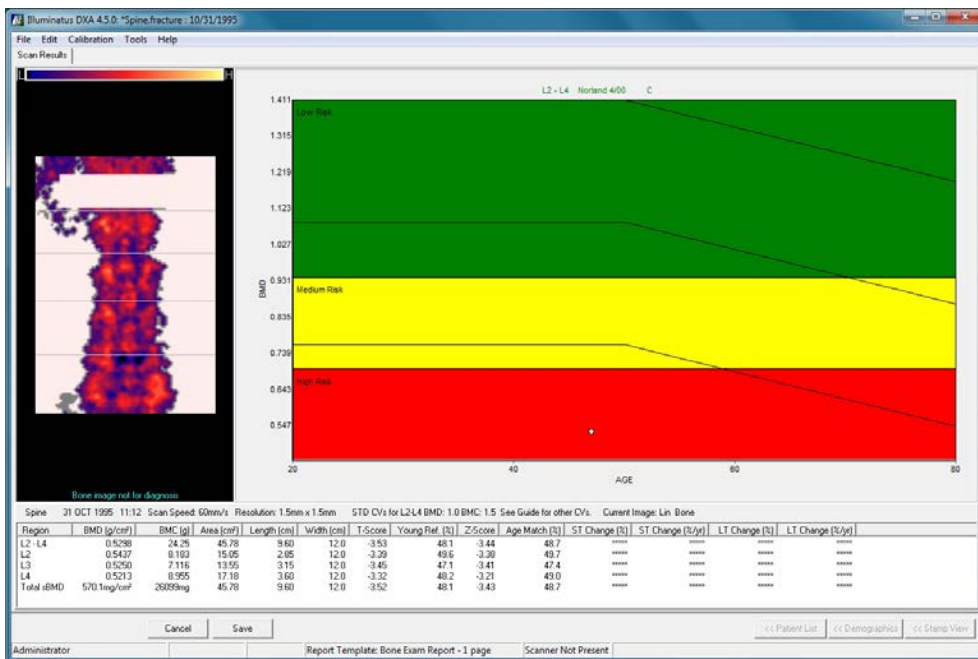 Illuminatus DXA 4.5.0: *Spine.fracture : 10/31/1995
File Edit Calibration Tools Help
Scan Results
L H
L2 - L4 Norland 4/00 C
1.411
Low Risk
1.315
1.219
1.123
1.027
0.931
Medium Risk
BMD
0.835
0.739
High Risk
0.643
0.547
20 40 60 80
AGE
Bone image not for diagnosis
Spine 31 OCT 1995 11:12 Scan Speed: 60mm/s Resolution: 1.5mm x 1.5mm STD CVs for L2-L4 BMD: 1.0 BMC: 1.5 See Guide for other CVs. Current Image: Lin Bone
Region BMD (g/cm²) BMC (g) Area (cm²) Length (cm) Width (cm) T-Score Young Ref. (%) Z-Score Age Match (%) ST Change (%) ST Change (%/yr) LT Change (%) LT Change (%/yr)
L2 - L4 0.5298 24.25 45.78 9.60 12.0 -3.53 48.1 -3.44 48.7 ***** ***** ***** *****
L2 0.5437 8.183 15.05 2.85 12.0 -3.39 49.6 -3.38 49.7 ***** ***** ***** *****
L3 0.5250 7.116 13.55 3.15 12.0 -3.45 47.1 -3.41 47.4 ***** ***** ***** *****
L4 0.5213 8.955 17.18 3.60 12.0 -3.32 48.2 -3.21 49.0 ***** ***** ***** *****
Total sBMD 570.1mg/cm² 26099mg 45.78 9.60 12.0 -3.52 48.1 -3.43 48.7 ***** ***** ***** *****
Cancel Save << Patient List << Demographics << Stamp View
Administrator Report Template: Bone Exam Report - 1 page Scanner Not Present